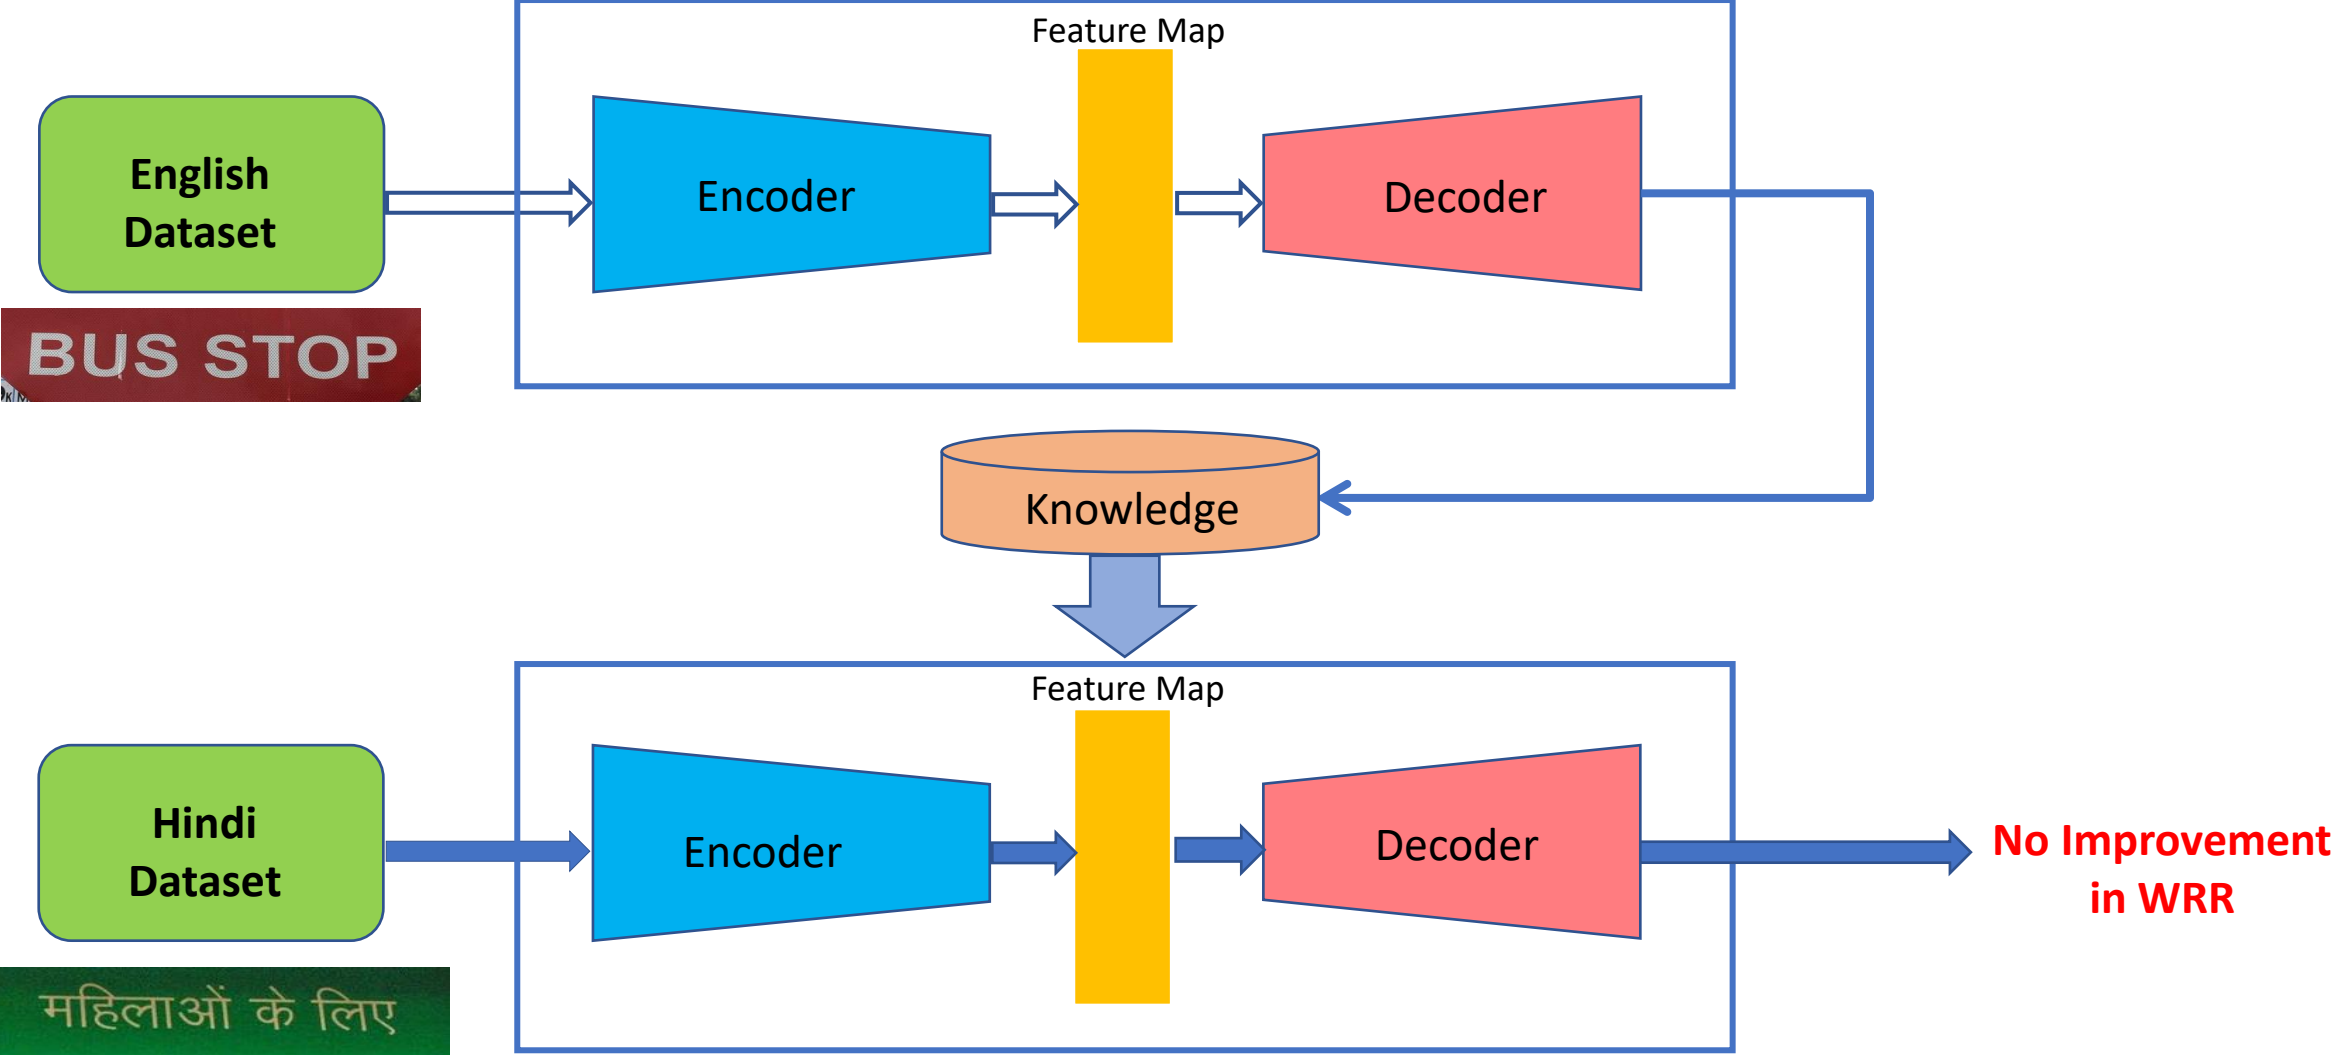 Feature Map
English
Dataset
Encoder
Decoder
BUS STOP
Knowledge
Feature Map
Hindi
Dataset
Encoder
Decoder
No Improvement
in WRR
महिलाओं के लिए